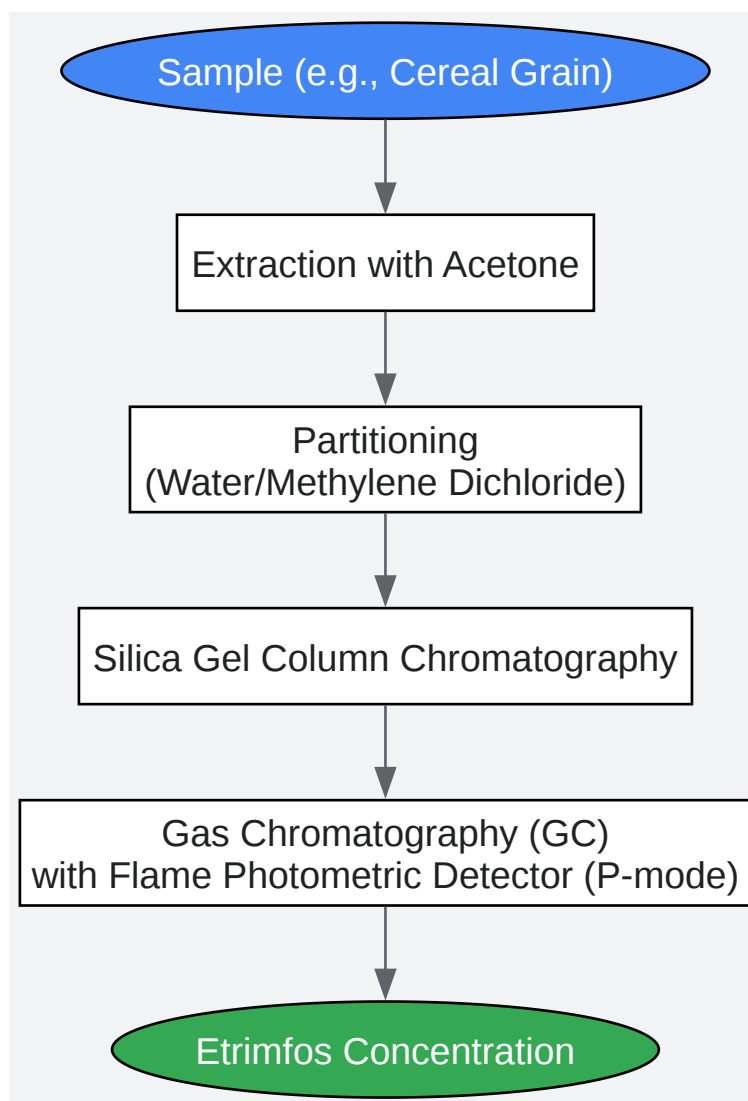 Sample (e.g., Cereal Grain)
Extraction with Acetone
Partitioning
(Water/Methylene Dichloride)
Silica Gel Column Chromatography
Gas Chromatography (GC)
with Flame Photometric Detector (P-mode)
Etrimfos Concentration